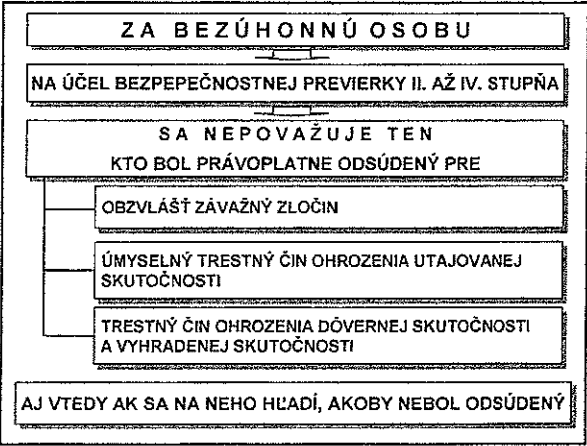 ZA BEZÚHONNÚ OSOBU
NA ÚČEL BEZPEPEČNOSTNEJ PREVIERKY II. AŽ IV. STUPŇA
SA NEPOVAŽUJE TEN
KTO BOL PRÁVOPLATNE ODSÚDENÝ PRE
OBZVLÁŠŤ ZÁVAŽNÝ ZLOČIN
ÚMYSELNÝ TRESTNÝ ČIN OHROZENIA UTAJOVANEJ
SKUTOČNOSTI
TRESTNÝ ČIN OHROZENIA DÔVERNEJ SKUTOČNOSTI
A VYHRADENEJ SKUTOČNOSTI
AJ VTEDY AK SA NA NEHO HĽADÍ, AKOBY NEBOL ODSÚDENÝ